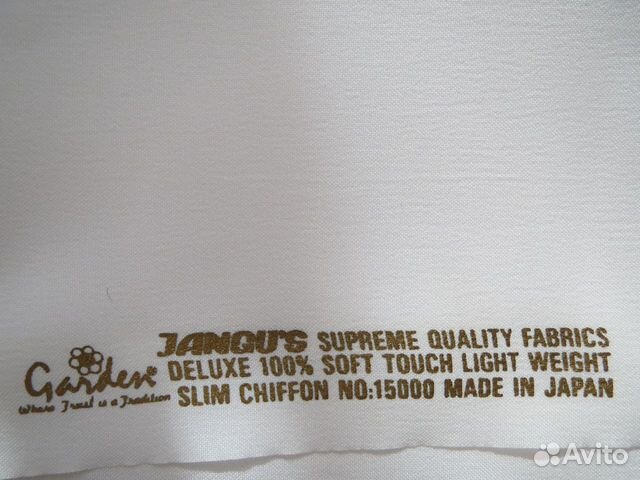 JANGU'S SUPREME QUALITY FABRICS
Garden® DELUXE 100% SOFT TOUCH LIGHT WEIGHT
Where Trust is a Tradition SLIM CHIFFON NO:15000 MADE IN JAPAN
Avito